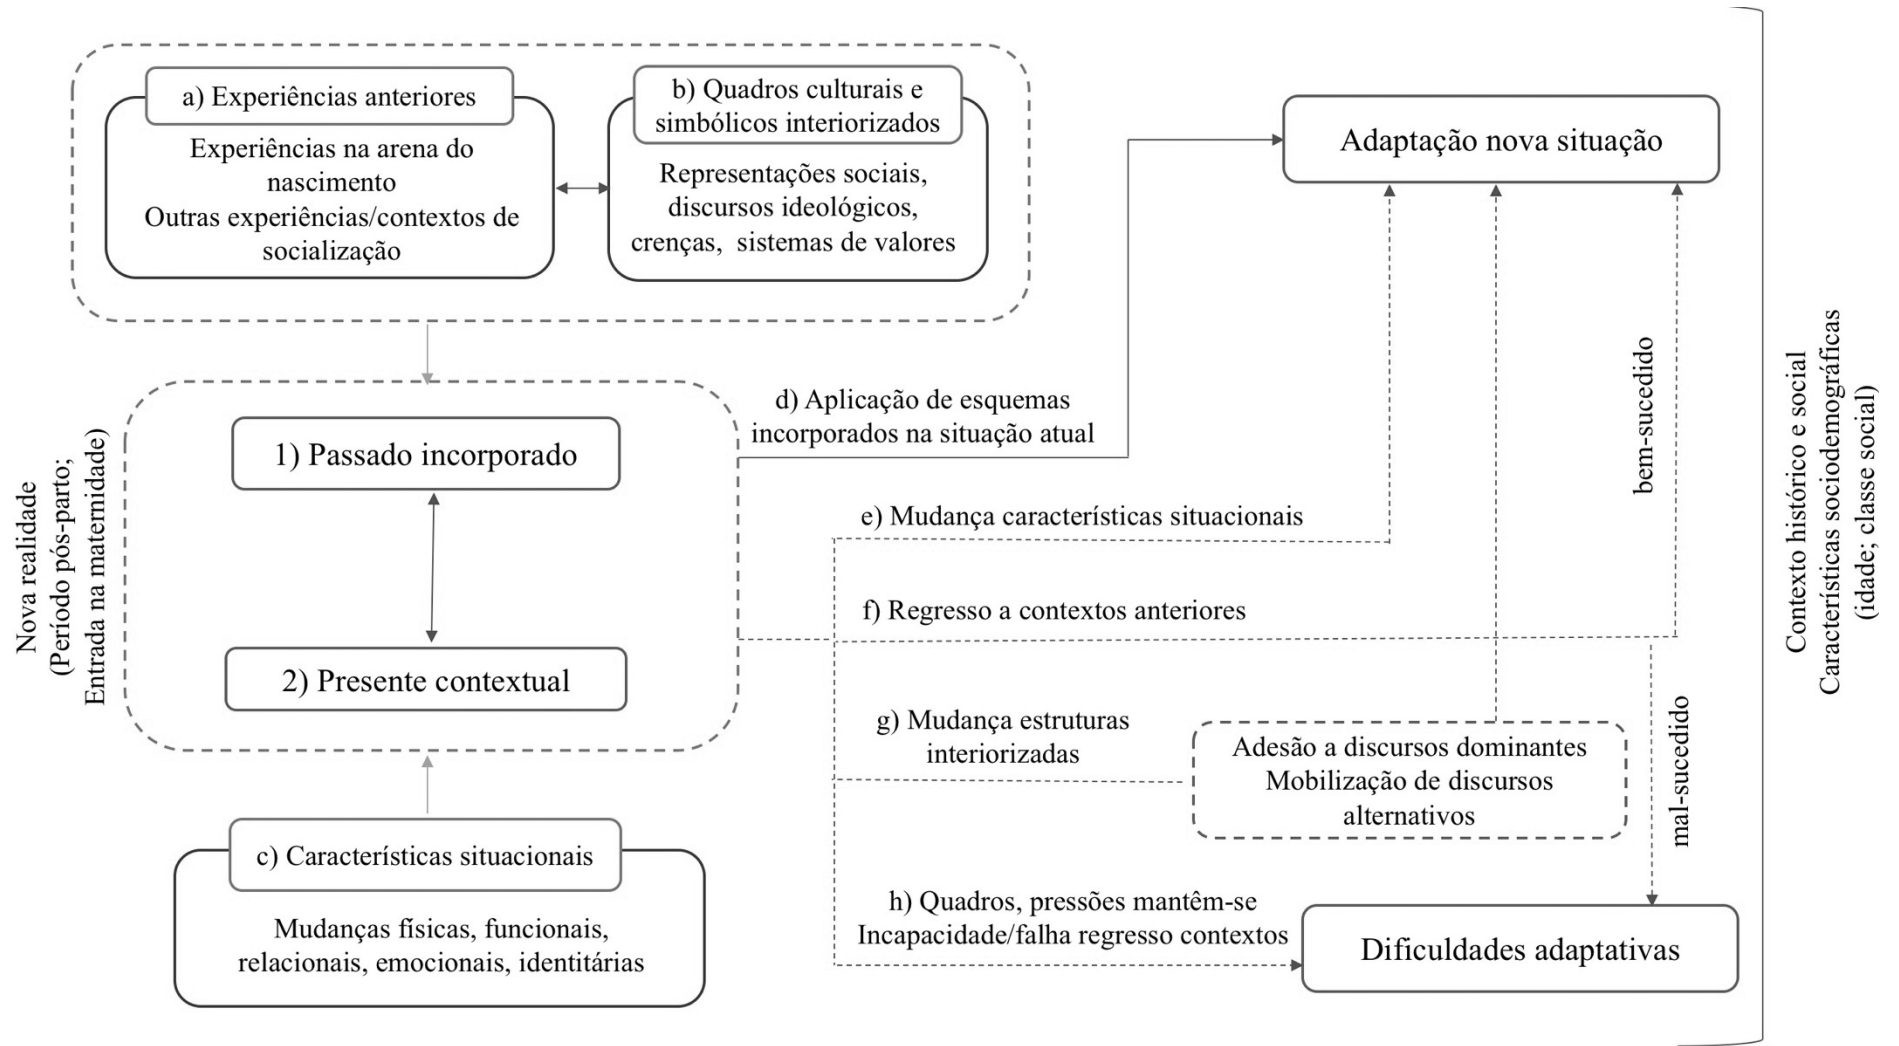 a) Experiências anteriores
Experiências na arena do
nascimento
Outras experiências/contextos de
socialização
b) Quadros culturais e
simbólicos interiorizados
Representações sociais,
discursos ideológicos,
crenças, sistemas de valores
Adaptação nova situação
Nova realidade
(Período pós-parto;
Entrada na maternidade)
1) Passado incorporado
2) Presente contextual
c) Características situacionais
Mudanças físicas, funcionais,
relacionais, emocionais, identitárias
d) Aplicação de esquemas
incorporados na situação atual
e) Mudança características situacionais
f) Regresso a contextos anteriores
g) Mudança estruturas
interiorizadas
Adesão a discursos dominantes
Mobilização de discursos
alternativos
h) Quadros, pressões mantêm-se
Incapacidade/falha regresso contextos
bem-sucedido
mal-sucedido
Dificuldades adaptativas
Contexto histórico e social
Características sociodemográficas
(idade; classe social)